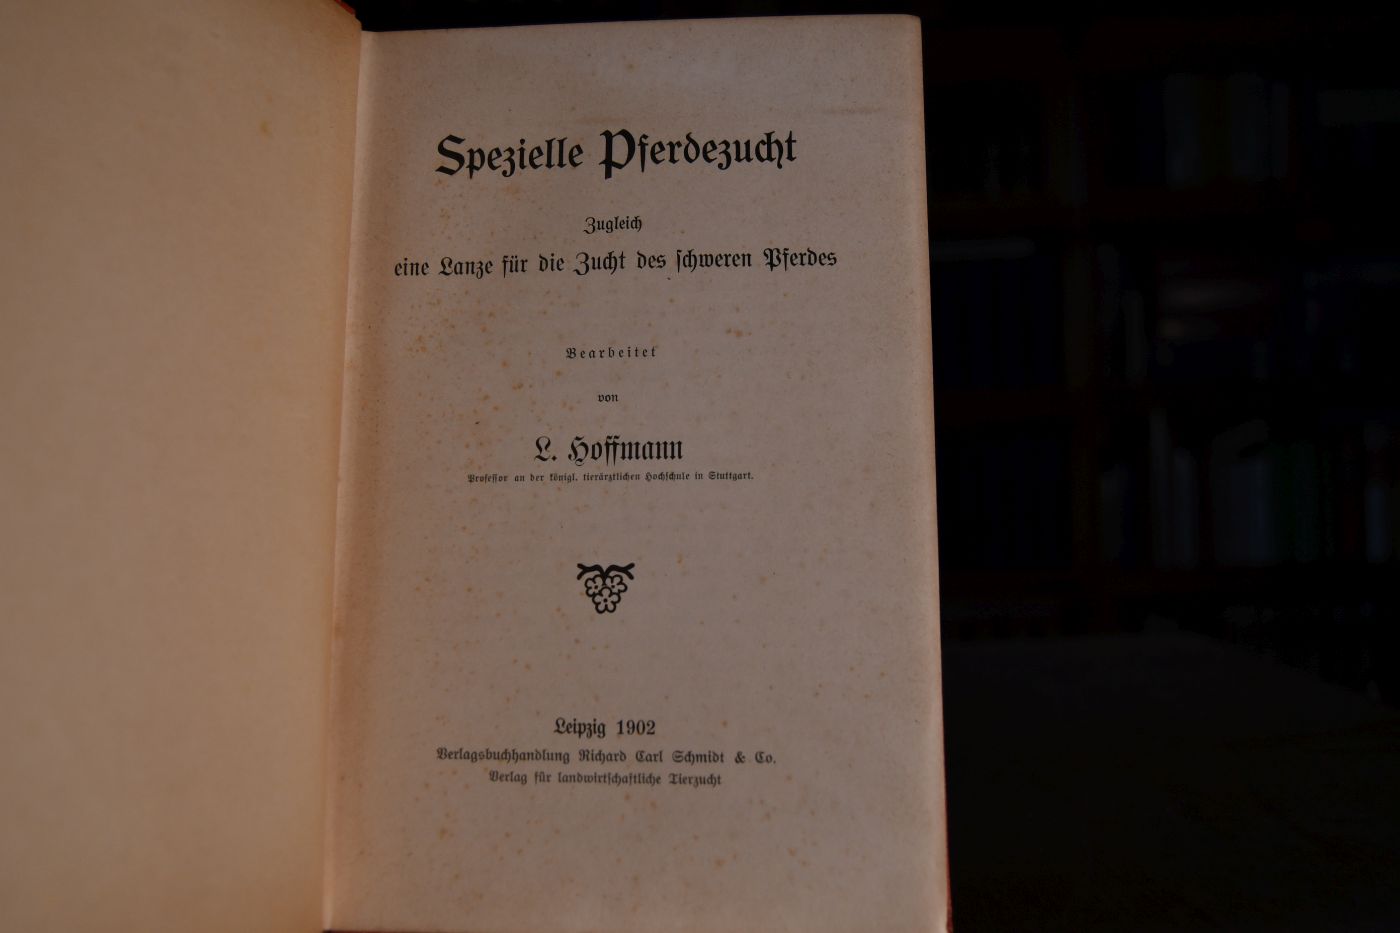 Spezielle Pferdezucht
Zugleich
eine Lanze für die Zucht des schweren Pferdes
Bearbeitet
von
L. Hoffmann
Professor an der königl. tierärztlichen Hochschule in Stuttgart.
Leipzig 1902
Verlagsbuchhandlung Richard Carl Schmidt & Co.
Verlag für landwirtschaftliche Tierzucht